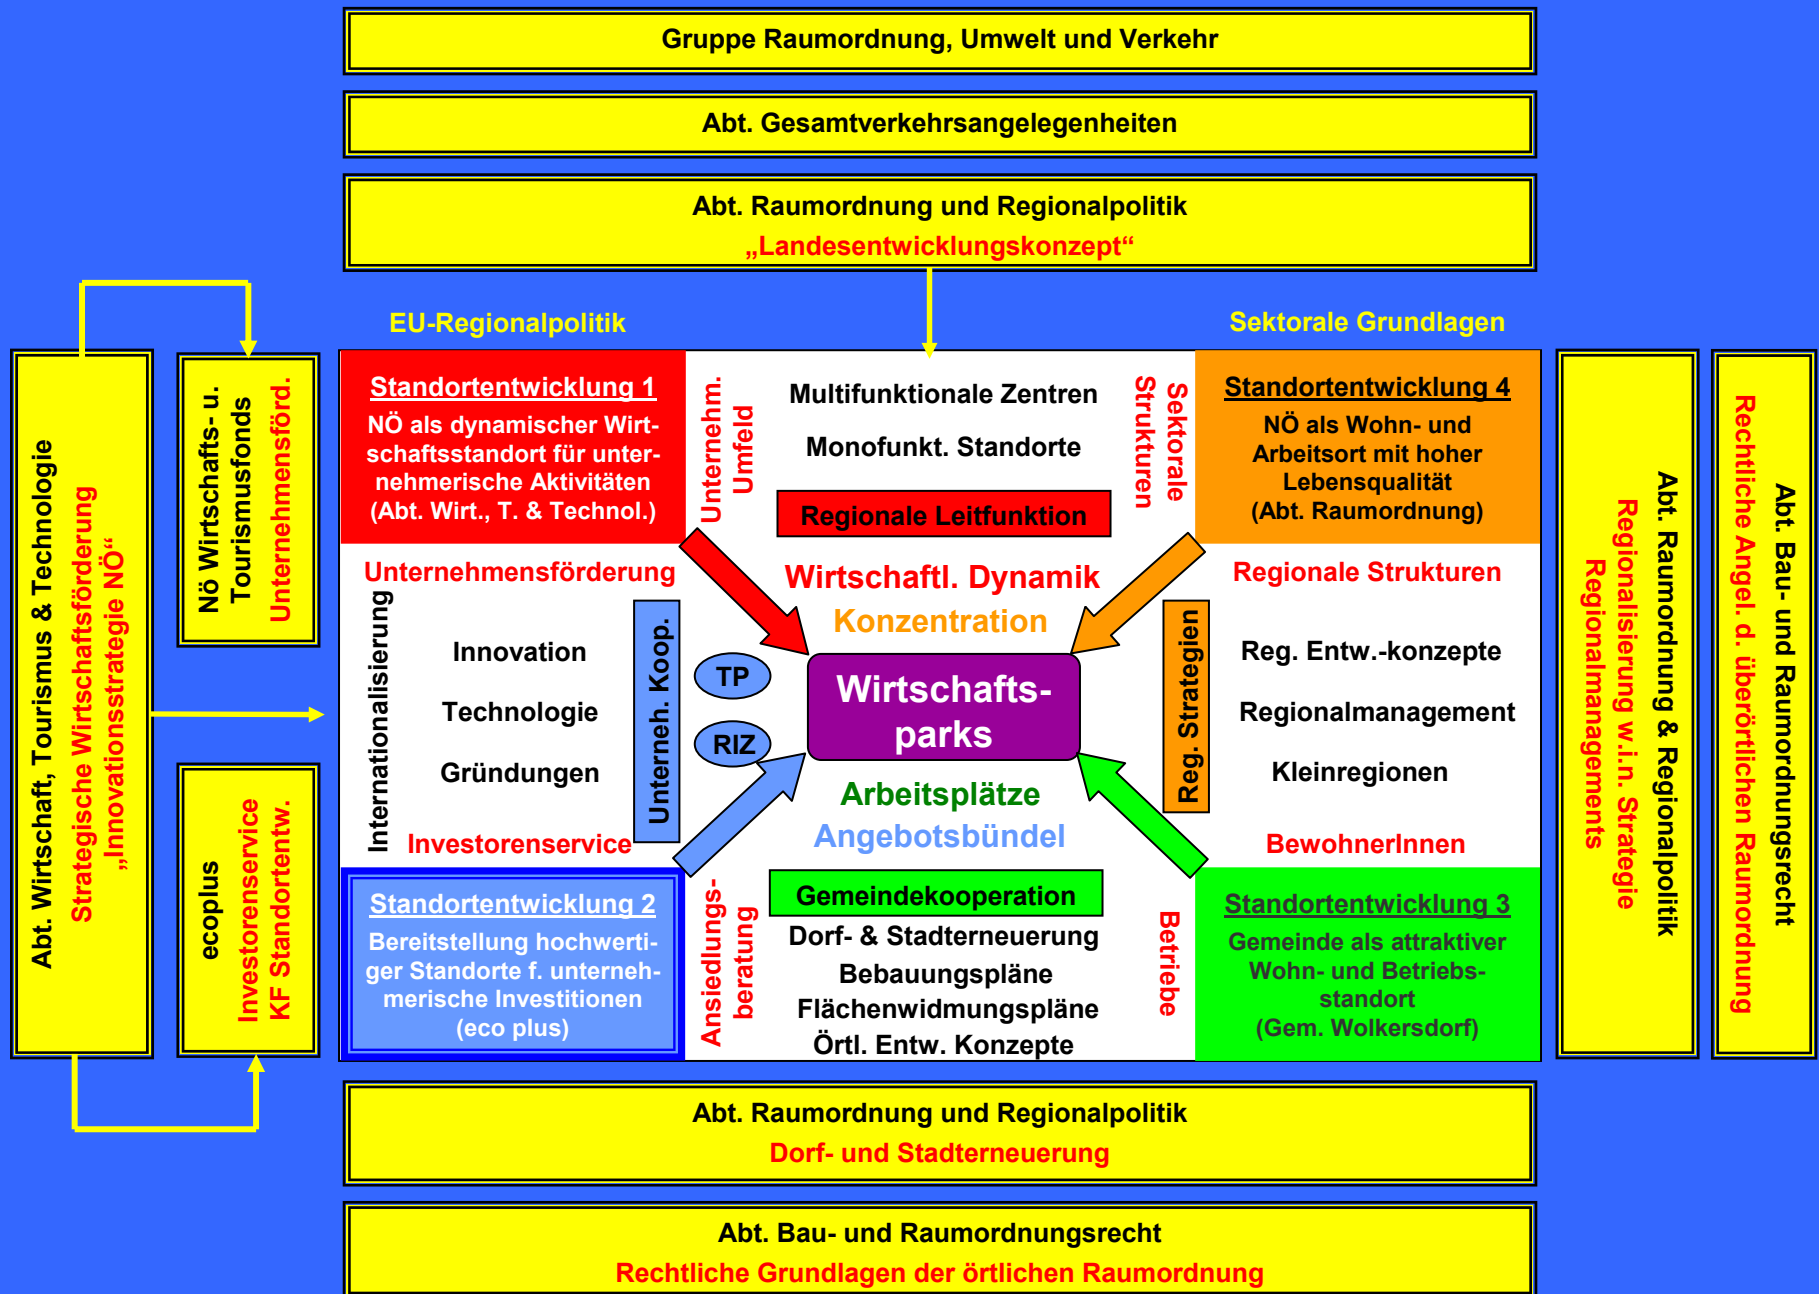 Gruppe Raumordnung, Umwelt und Verkehr
Abt. Gesamtverkehrsangelegenheiten
Abt. Raumordnung und Regionalpolitik
„Landesentwicklungskonzept“
EU-Regionalpolitik
Sektorale Grundlagen
Abt. Wirtschaft, Tourismus & Technologie
Strategische Wirtschaftsförderung
„Innovationsstrategie NÖ“
Nö Wirtschafts- u.
Tourismusfonds
Unternehmensförd.
ecoplus
Investorenservice
KF Standortentw.
Standortentwicklung 1
NÖ als dynamischer Wirt-
schaftsstandort für unter-
nehmerische Aktivitäten
(Abt. Wirt., T. & Technol.)
Unternehm.
Umfeld
Multifunktionale Zentren
Monofunkt. Standorte
Regionale Leitfunktion
Sektorale
Strukturen
Standortentwicklung 4
NÖ als Wohn- und
Arbeitsort mit hoher
Lebensqualität
(Abt. Raumordnung)
Unternehmensförderung
Internationalisierung
Innovation
Technologie
Gründungen
Unterneh. Koop.
Investorenservice
TP
RIZ
Wirtschaftl. Dynamik
Konzentration
Wirtschafts-
parks
Arbeitsplätze
Angebotsbündel
Regionale Strukturen
Reg. Strategien
Reg. Entw.-konzepte
Regionalmanagement
Kleinregionen
BewohnerInnen
Standortentwicklung 2
Bereitstellung hochwerti-
ger Standorte f. unterneh-
merische Investitionen
(eco plus)
Ansiedlungs-
beratung
Gemeindekooperation
Dorf- & Stadterneuerung
Bebauungspläne
Flächenwidmungspläne
Örtl. Entw. Konzepte
Betriebe
Standortentwicklung 3
Gemeinde als attraktiver
Wohn- und Betriebs-
standort
(Gem. Wolkersdorf)
Abt. Raumordnung & Regionalpolitik
Regionalisierung w.i.n. Strategie
Regionalmanagements
Abt. Bau- und Raumordnungsrecht
Rechtliche Angel. d. überörtlichen Raumordnung
Abt. Raumordnung und Regionalpolitik
Dorf- und Stadterneuerung
Abt. Bau- und Raumordnungsrecht
Rechtliche Grundlagen der örtlichen Raumordnung